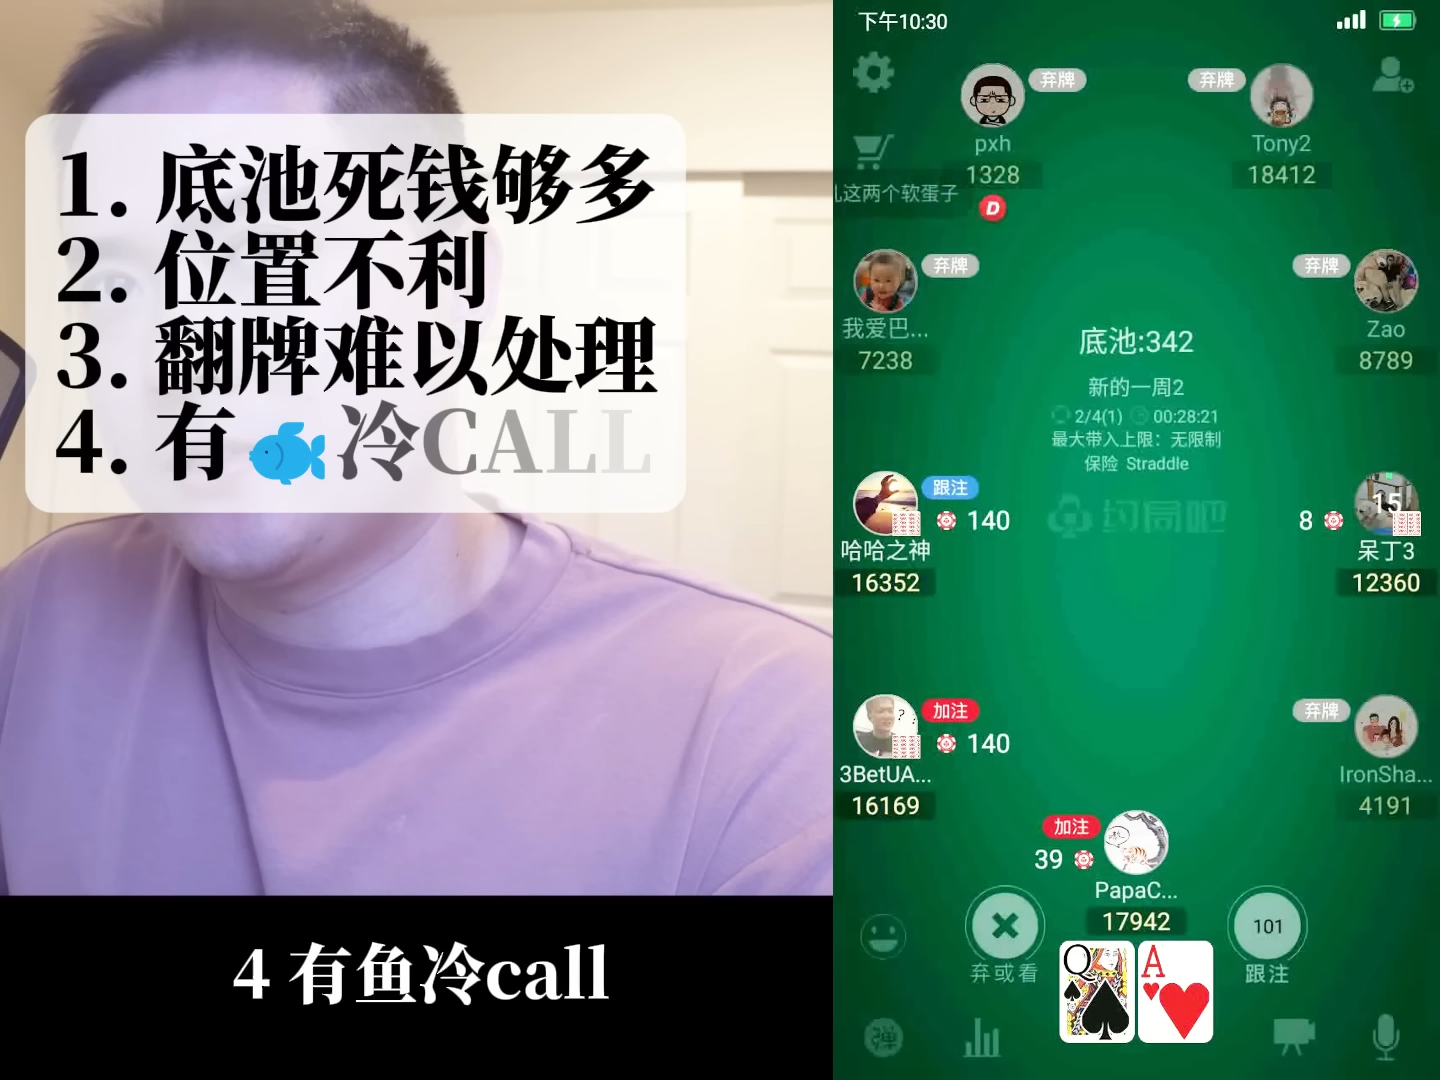 1. 底池死钱够多
2. 位置不利
3. 翻牌难以处理
4. 有🐟冷CALL
4 有鱼冷call
下午10:30
弃牌
弃牌
pxh
Tony2
1328
18412
这两个软蛋子
D
弃牌
弃牌
我爱巴...
Zao
7238
8789
底池:342
新的一周2
2/4(1) 00:28:21
最大带入上限：无限制
保险 Straddle
约局吧
跟注
140
哈哈之神
16352
15
8
呆丁3
12360
加注
140
3BetUA...
16169
弃牌
IronSha...
4191
加注
39
PapaC...
17942
101
弃或看
跟注
Q
A
弹